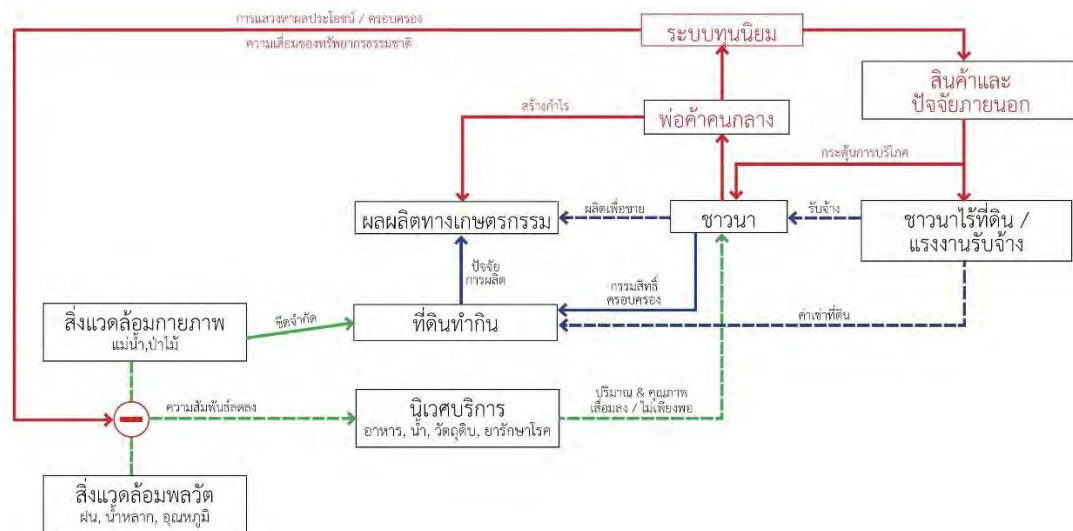 การแสวงหาผลประโยชน์ / ครอบครอง
ความเสื่อมของทรัพยากรธรรมชาติ
ระบบทุนนิยม
สินค้าและ
ปัจจัยภายนอก
สร้างกำไร
พ่อค้าคนกลาง
กระตุ้นการบริโภค
ผลผลิตทางเกษตรกรรม
ผลิตเพื่อขาย
ชาวนา
รับจ้าง
ชาวนาไร้ที่ดิน /
แรงงานรับจ้าง
ปัจจัย
การผลิต
กรรมสิทธิ์
ครอบครอง
สิ่งแวดล้อมกายภาพ
แม่น้ำ,ป่าไม้
ขีดจำกัด
ที่ดินทำกิน
ค่าเช่าที่ดิน
ความสัมพันธ์ลดลง
นิเวศบริการ
อาหาร, น้ำ, วัตถุดิบ, ยารักษาโรค
ปริมาณ & คุณภาพ
เสื่อมลง / ไม่เพียงพอ
สิ่งแวดล้อมพลวัต
ฝน, น้ำหลาก, อุณหภูมิ